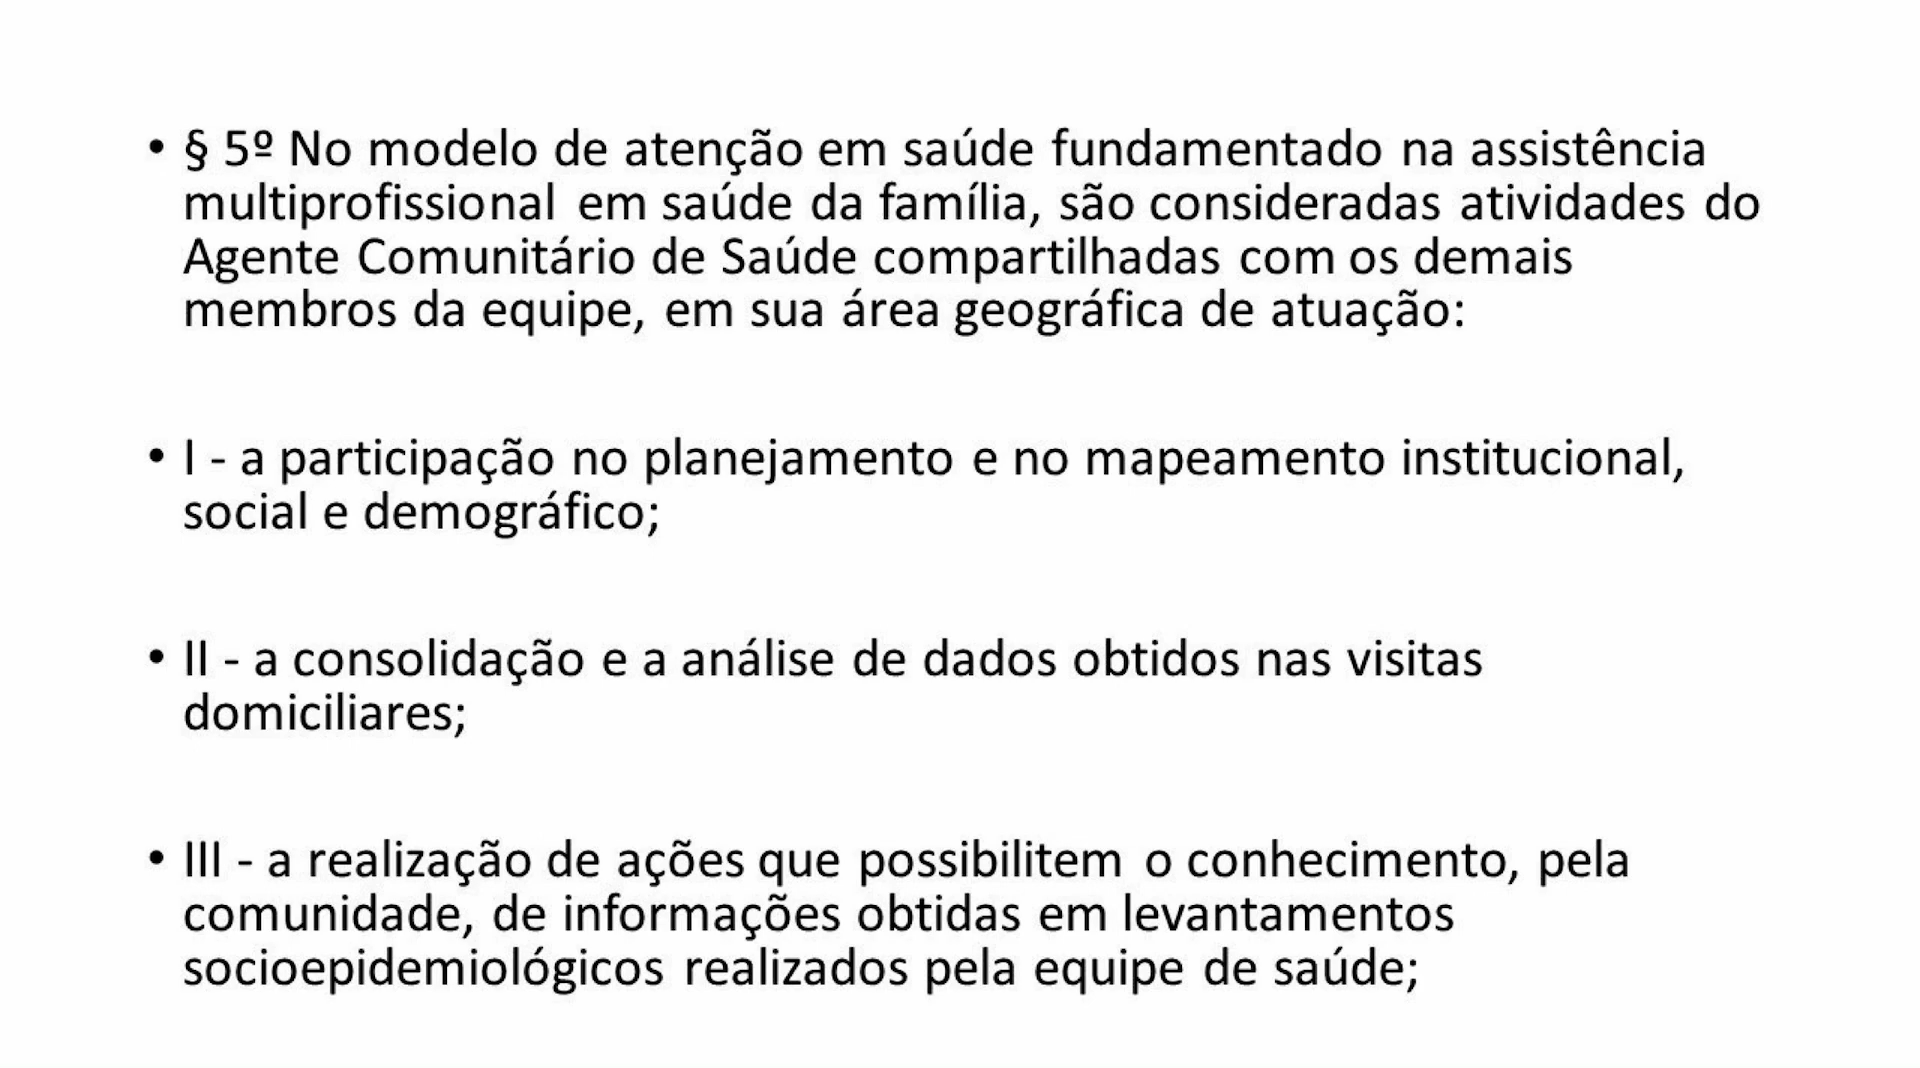 • § 5º No modelo de atenção em saúde fundamentado na assistência
multiprofissional em saúde da família, são consideradas atividades do
Agente Comunitário de Saúde compartilhadas com os demais
membros da equipe, em sua área geográfica de atuação:
• I - a participação no planejamento e no mapeamento institucional,
social e demográfico;
• II - a consolidação e a análise de dados obtidos nas visitas
domiciliares;
• III - a realização de ações que possibilitem o conhecimento, pela
comunidade, de informações obtidas em levantamentos
socioepidemiológicos realizados pela equipe de saúde;